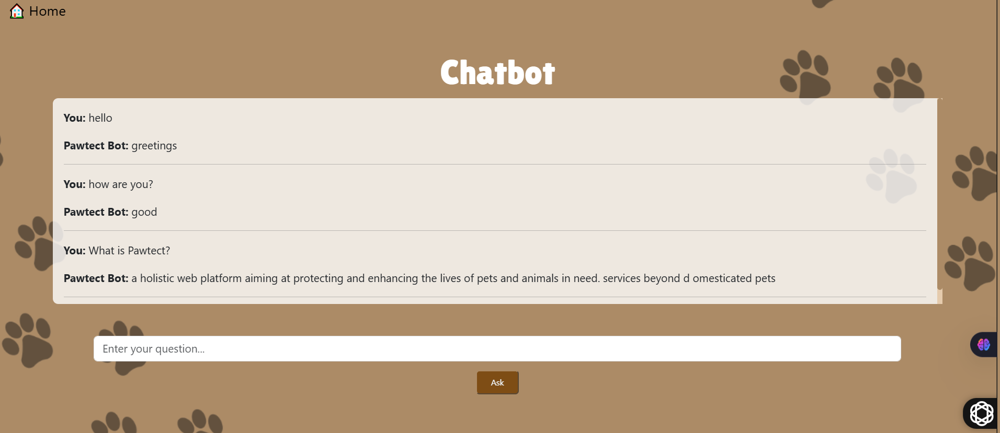 Home
Chatbot
You: hello
Pawtect Bot: greetings
You: how are you?
Pawtect Bot: good
You: What is Pawtect?
Pawtect Bot: a holistic web platform aiming at protecting and enhancing the lives of pets and animals in need. services beyond d omesticated pets
Enter your question...
Ask